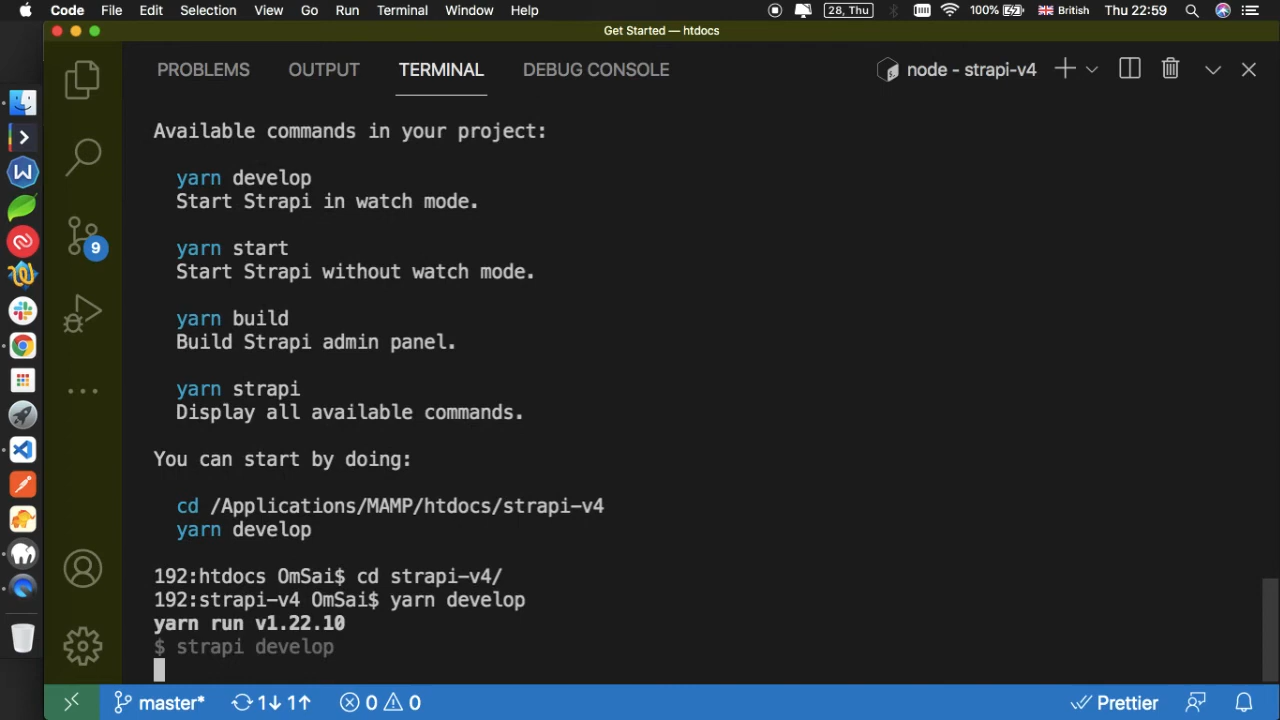 Code File Edit Selection View Go Run Terminal Window Help 28, Thu 100% British Thu 22:59
Get Started — htdocs
PROBLEMS OUTPUT TERMINAL DEBUG CONSOLE node - strapi-v4
Available commands in your project:
yarn develop
Start Strapi in watch mode.
yarn start
Start Strapi without watch mode.
yarn build
Build Strapi admin panel.
yarn strapi
Display all available commands.
You can start by doing:
cd /Applications/MAMP/htdocs/strapi-v4
yarn develop
192:htdocs OmSai$ cd strapi-v4/
192:strapi-v4 OmSai$ yarn develop
yarn run v1.22.10
$ strapi develop
9
master* 1↓ 1↑ 0 0 Prettier